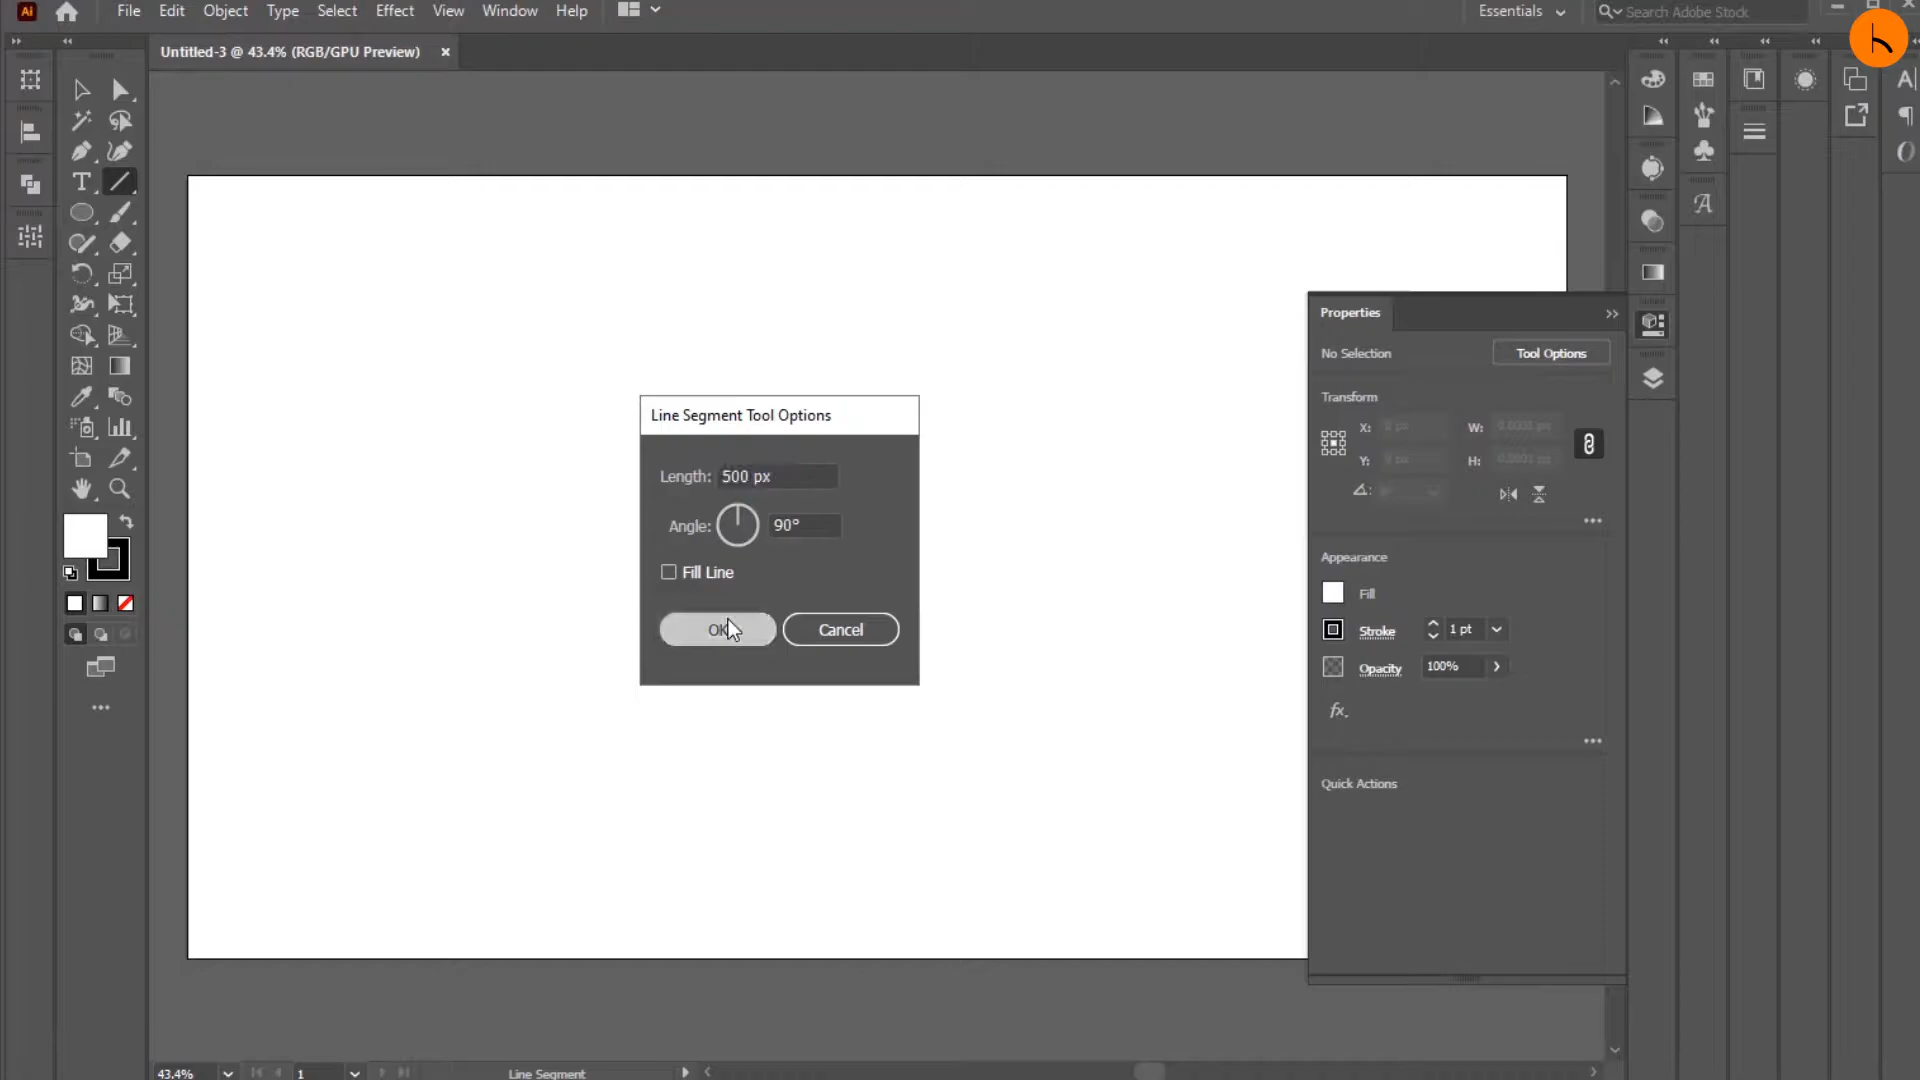 Ai File Edit Object Type Select Effect View Window Help Essentials Search Adobe Stock
Untitled-3 @ 43.4% (RGB/GPU Preview) ×
Properties
No Selection Tool Options
Transform
X: W:
Y: H:
Appearance
Fill
Stroke 1 pt
Opacity 100%
fx.
Quick Actions
Line Segment Tool Options
Length: 500 px
Angle: 90°
Fill Line
OK Cancel
43.4% 1 Line Segment